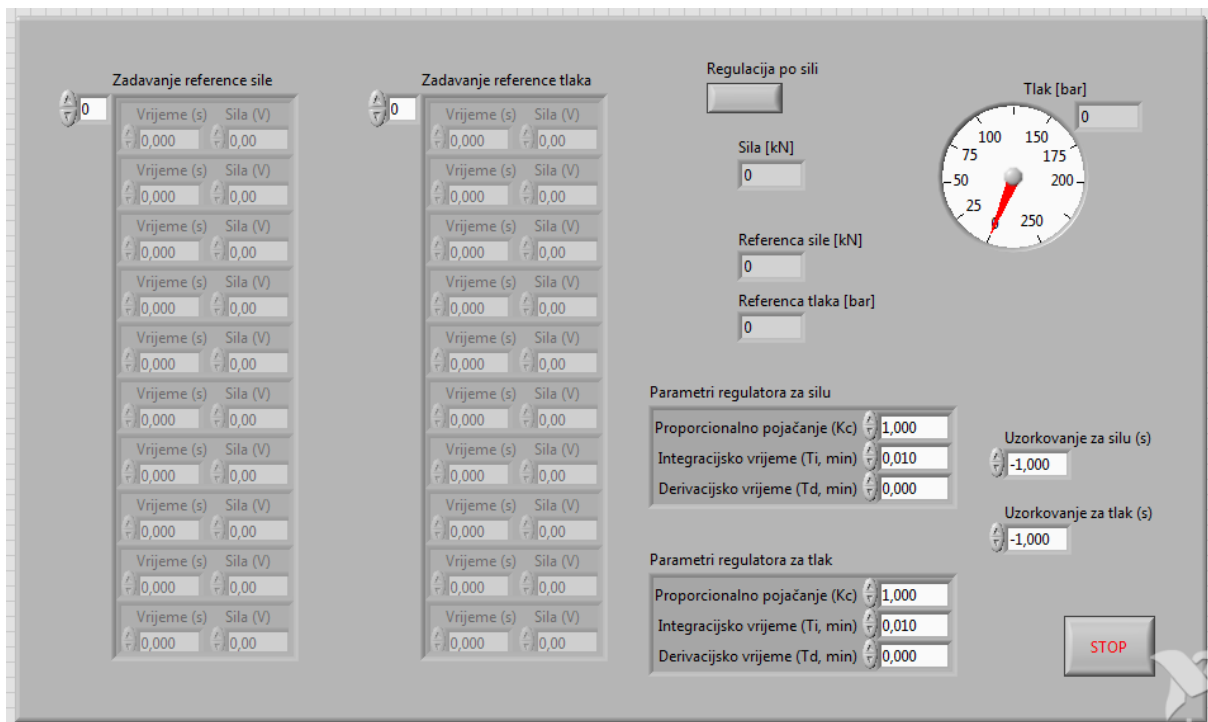 Zadavanje reference sile
0
Vrijeme (s) Sila (V)
0,000 0,00
Vrijeme (s) Sila (V)
0,000 0,00
Vrijeme (s) Sila (V)
0,000 0,00
Vrijeme (s) Sila (V)
0,000 0,00
Vrijeme (s) Sila (V)
0,000 0,00
Vrijeme (s) Sila (V)
0,000 0,00
Vrijeme (s) Sila (V)
0,000 0,00
Vrijeme (s) Sila (V)
0,000 0,00
Vrijeme (s) Sila (V)
0,000 0,00
Vrijeme (s) Sila (V)
0,000 0,00
Zadavanje reference tlaka
0
Vrijeme (s) Sila (V)
0,000 0,00
Vrijeme (s) Sila (V)
0,000 0,00
Vrijeme (s) Sila (V)
0,000 0,00
Vrijeme (s) Sila (V)
0,000 0,00
Vrijeme (s) Sila (V)
0,000 0,00
Vrijeme (s) Sila (V)
0,000 0,00
Vrijeme (s) Sila (V)
0,000 0,00
Vrijeme (s) Sila (V)
0,000 0,00
Vrijeme (s) Sila (V)
0,000 0,00
Vrijeme (s) Sila (V)
0,000 0,00
Regulacija po sili
Sila [kN]
0
Referenca sile [kN]
0
Referenca tlaka [bar]
0
Tlak [bar]
0
100 150
75 175
50 200
25
0 250
Parametri regulatora za silu
Proporcionalno pojačanje (Kc) 1,000
Integracijsko vrijeme (Ti, min) 0,010
Derivacijsko vrijeme (Td, min) 0,000
Uzorkovanje za silu (s)
-1,000
Uzorkovanje za tlak (s)
-1,000
Parametri regulatora za tlak
Proporcionalno pojačanje (Kc) 1,000
Integracijsko vrijeme (Ti, min) 0,010
Derivacijsko vrijeme (Td, min) 0,000
STOP